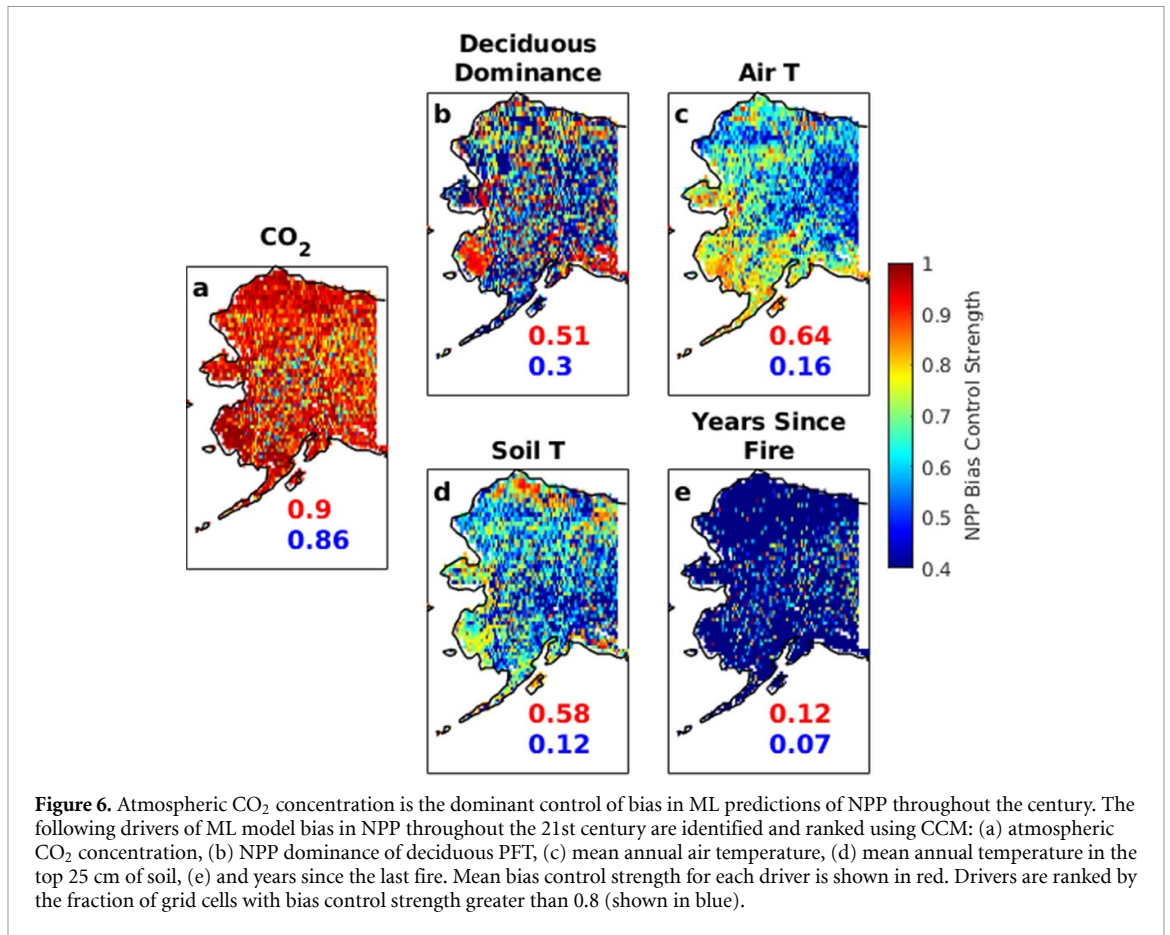 CO₂
a
0.9
0.86
Deciduous
Dominance
b
0.51
0.3
Air T
c
0.64
0.16
Soil T
d
0.58
0.12
Years Since
Fire
e
0.12
0.07
1
0.9
0.8
0.7
0.6
0.5
0.4
NPP Bias Control Strength
Figure 6. Atmospheric CO₂ concentration is the dominant control of bias in ML predictions of NPP throughout the century. The
following drivers of ML model bias in NPP throughout the 21st century are identified and ranked using CCM: (a) atmospheric
CO₂ concentration, (b) NPP dominance of deciduous PFT, (c) mean annual air temperature, (d) mean annual temperature in the
top 25 cm of soil, (e) and years since the last fire. Mean bias control strength for each driver is shown in red. Drivers are ranked by
the fraction of grid cells with bias control strength greater than 0.8 (shown in blue).